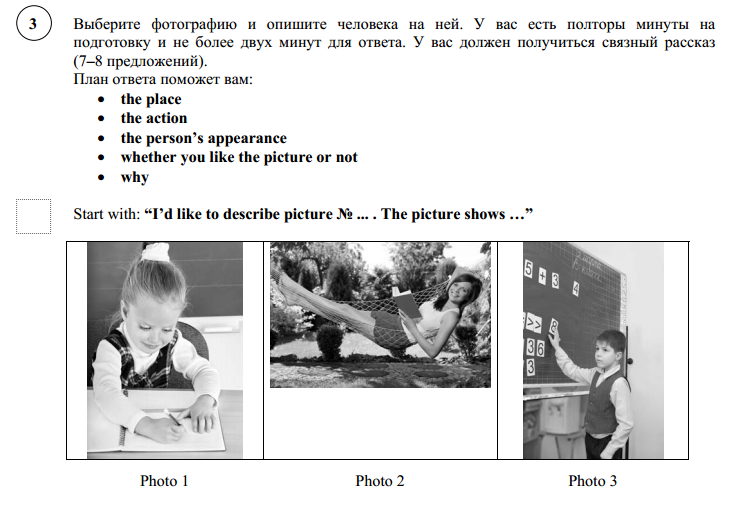 3
Выберите фотографию и опишите человека на ней. У вас есть полторы минуты на
подготовку и не более двух минут для ответа. У вас должен получиться связный рассказ
(7–8 предложений).
План ответа поможет вам:
• the place
• the action
• the person’s appearance
• whether you like the picture or not
• why
Start with: “I’d like to describe picture № ... . The picture shows …”
5 + 3 4
>> 8
3 6
3
Photo 1
Photo 2
Photo 3